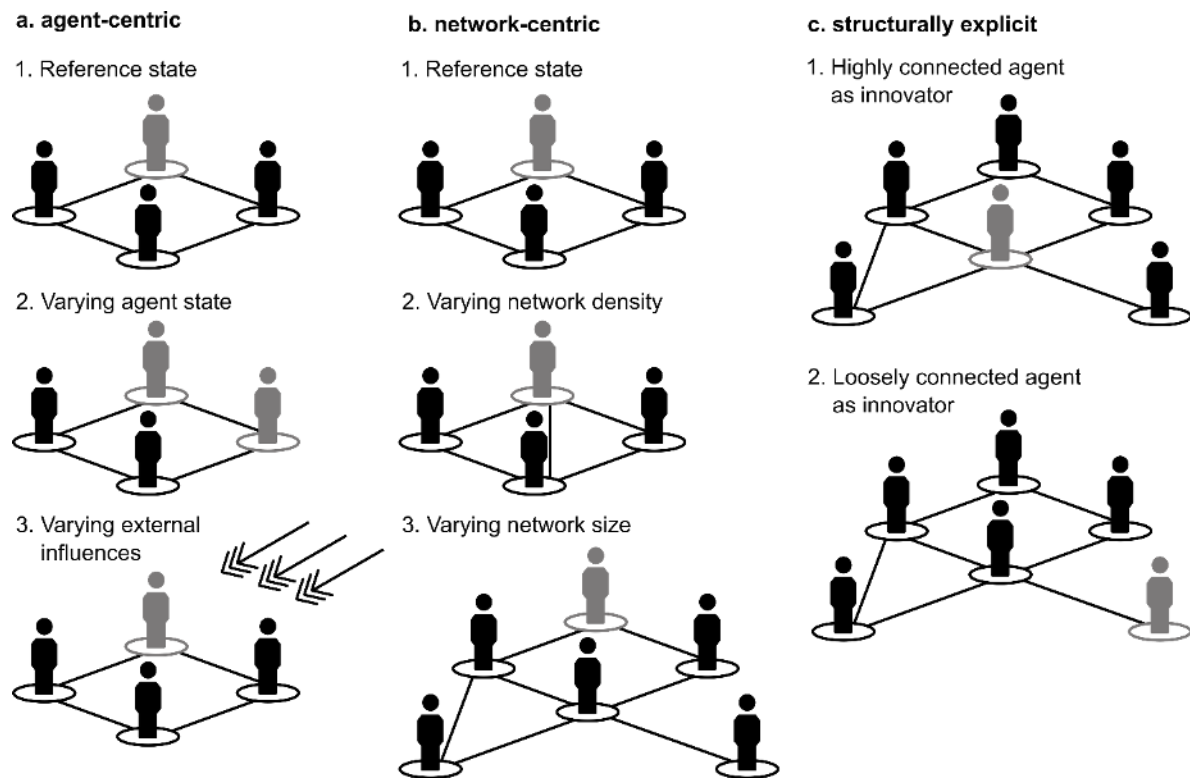 a. agent-centric
1. Reference state
2. Varying agent state
3. Varying external
influences
b. network-centric
1. Reference state
2. Varying network density
3. Varying network size
c. structurally explicit
1. Highly connected agent
as innovator
2. Loosely connected agent
as innovator